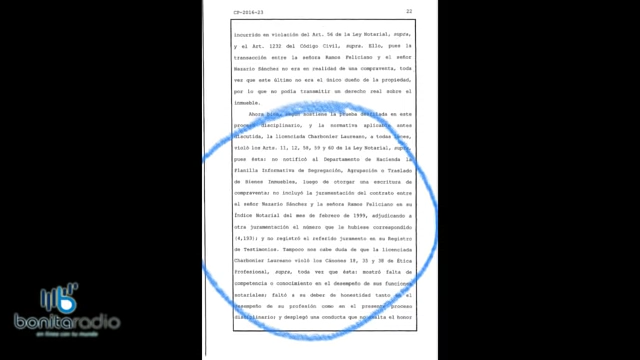 CP-2016-23 22
incurrido en violación del Art. 56 de la Ley Notarial, supra,
y el Art. 1232 del Código Civil, supra. Ello, pues la
transacción entre la señora Ramos Feliciano y el señor
Nazario Sánchez no era en realidad de una compraventa, toda
vez que este último no era el único dueño de la propiedad,
por lo que no podía transmitir un derecho real sobre el
inmueble.
Ahora bien, según sostiene la prueba desfilada en este
proceso disciplinario, y la normativa aplicable antes
discutida, la licenciada Charbonier Laureano, a todas luces,
violó los Arts. 11, 12, 58, 59 y 60 de la Ley Notarial, supra,
pues ésta: no notificó al Departamento de Hacienda la
Planilla Informativa de Segregación, Agrupación o Traslado
de Bienes Inmuebles, luego de otorgar una escritura de
compraventa; no incluyó la juramentación del contrato entre
el señor Nazario Sánchez y la señora Ramos Feliciano en su
Índice Notarial del mes de febrero de 1999, adjudicando a
otra juramentación el número que le hubiese correspondido
(8,193); y no registró el referido juramento en su Registro
de Testimonios. Tampoco nos cabe duda de que la licenciada
Charbonier Laureano violó los Cánones 18, 35 y 38 de Ética
Profesional, supra, toda vez que ésta: mostró falta de
competencia o conocimiento en el desempeño de sus funciones
notariales; faltó a su deber de honestidad tanto en el
desempeño de su profesión como en el presente proceso
disciplinario; y desplegó una conducta que no exalta el honor
bonitaradio
en línea con tu mundo